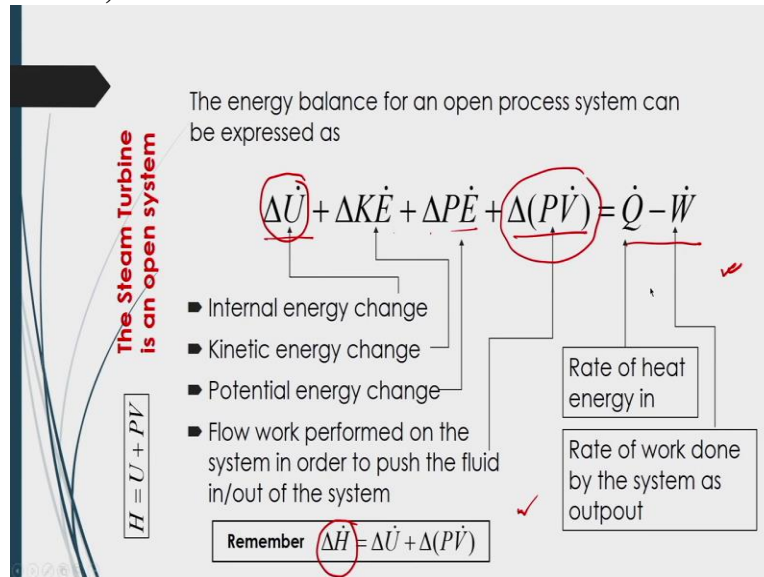 The energy balance for an open process system can
be expressed as
ΔU̇ + ΔKĖ + ΔPĖ + Δ(PV̇) = Q̇ − Ẇ
The Steam Turbine
is an open system
Internal energy change
Kinetic energy change
Potential energy change
Flow work performed on the
system in order to push the fluid
in/out of the system
Rate of heat
energy in
Rate of work done
by the system as
outpout
H = U + PV
Remember ΔḢ = ΔU̇ + Δ(PV̇)